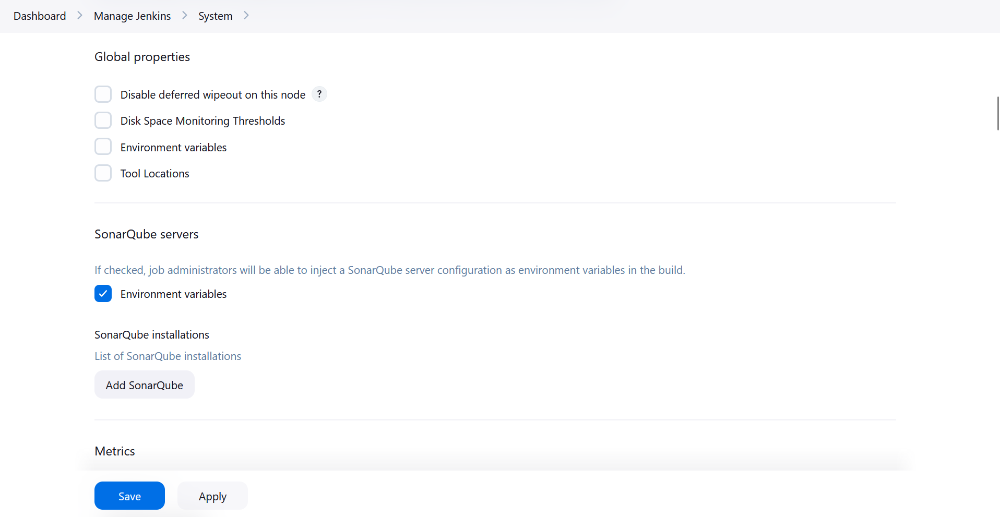 Dashboard > Manage Jenkins > System >
Global properties
Disable deferred wipeout on this node ?
Disk Space Monitoring Thresholds
Environment variables
Tool Locations
SonarQube servers
If checked, job administrators will be able to inject a SonarQube server configuration as environment variables in the build.
Environment variables
SonarQube installations
List of SonarQube installations
Add SonarQube
Metrics
Save Apply